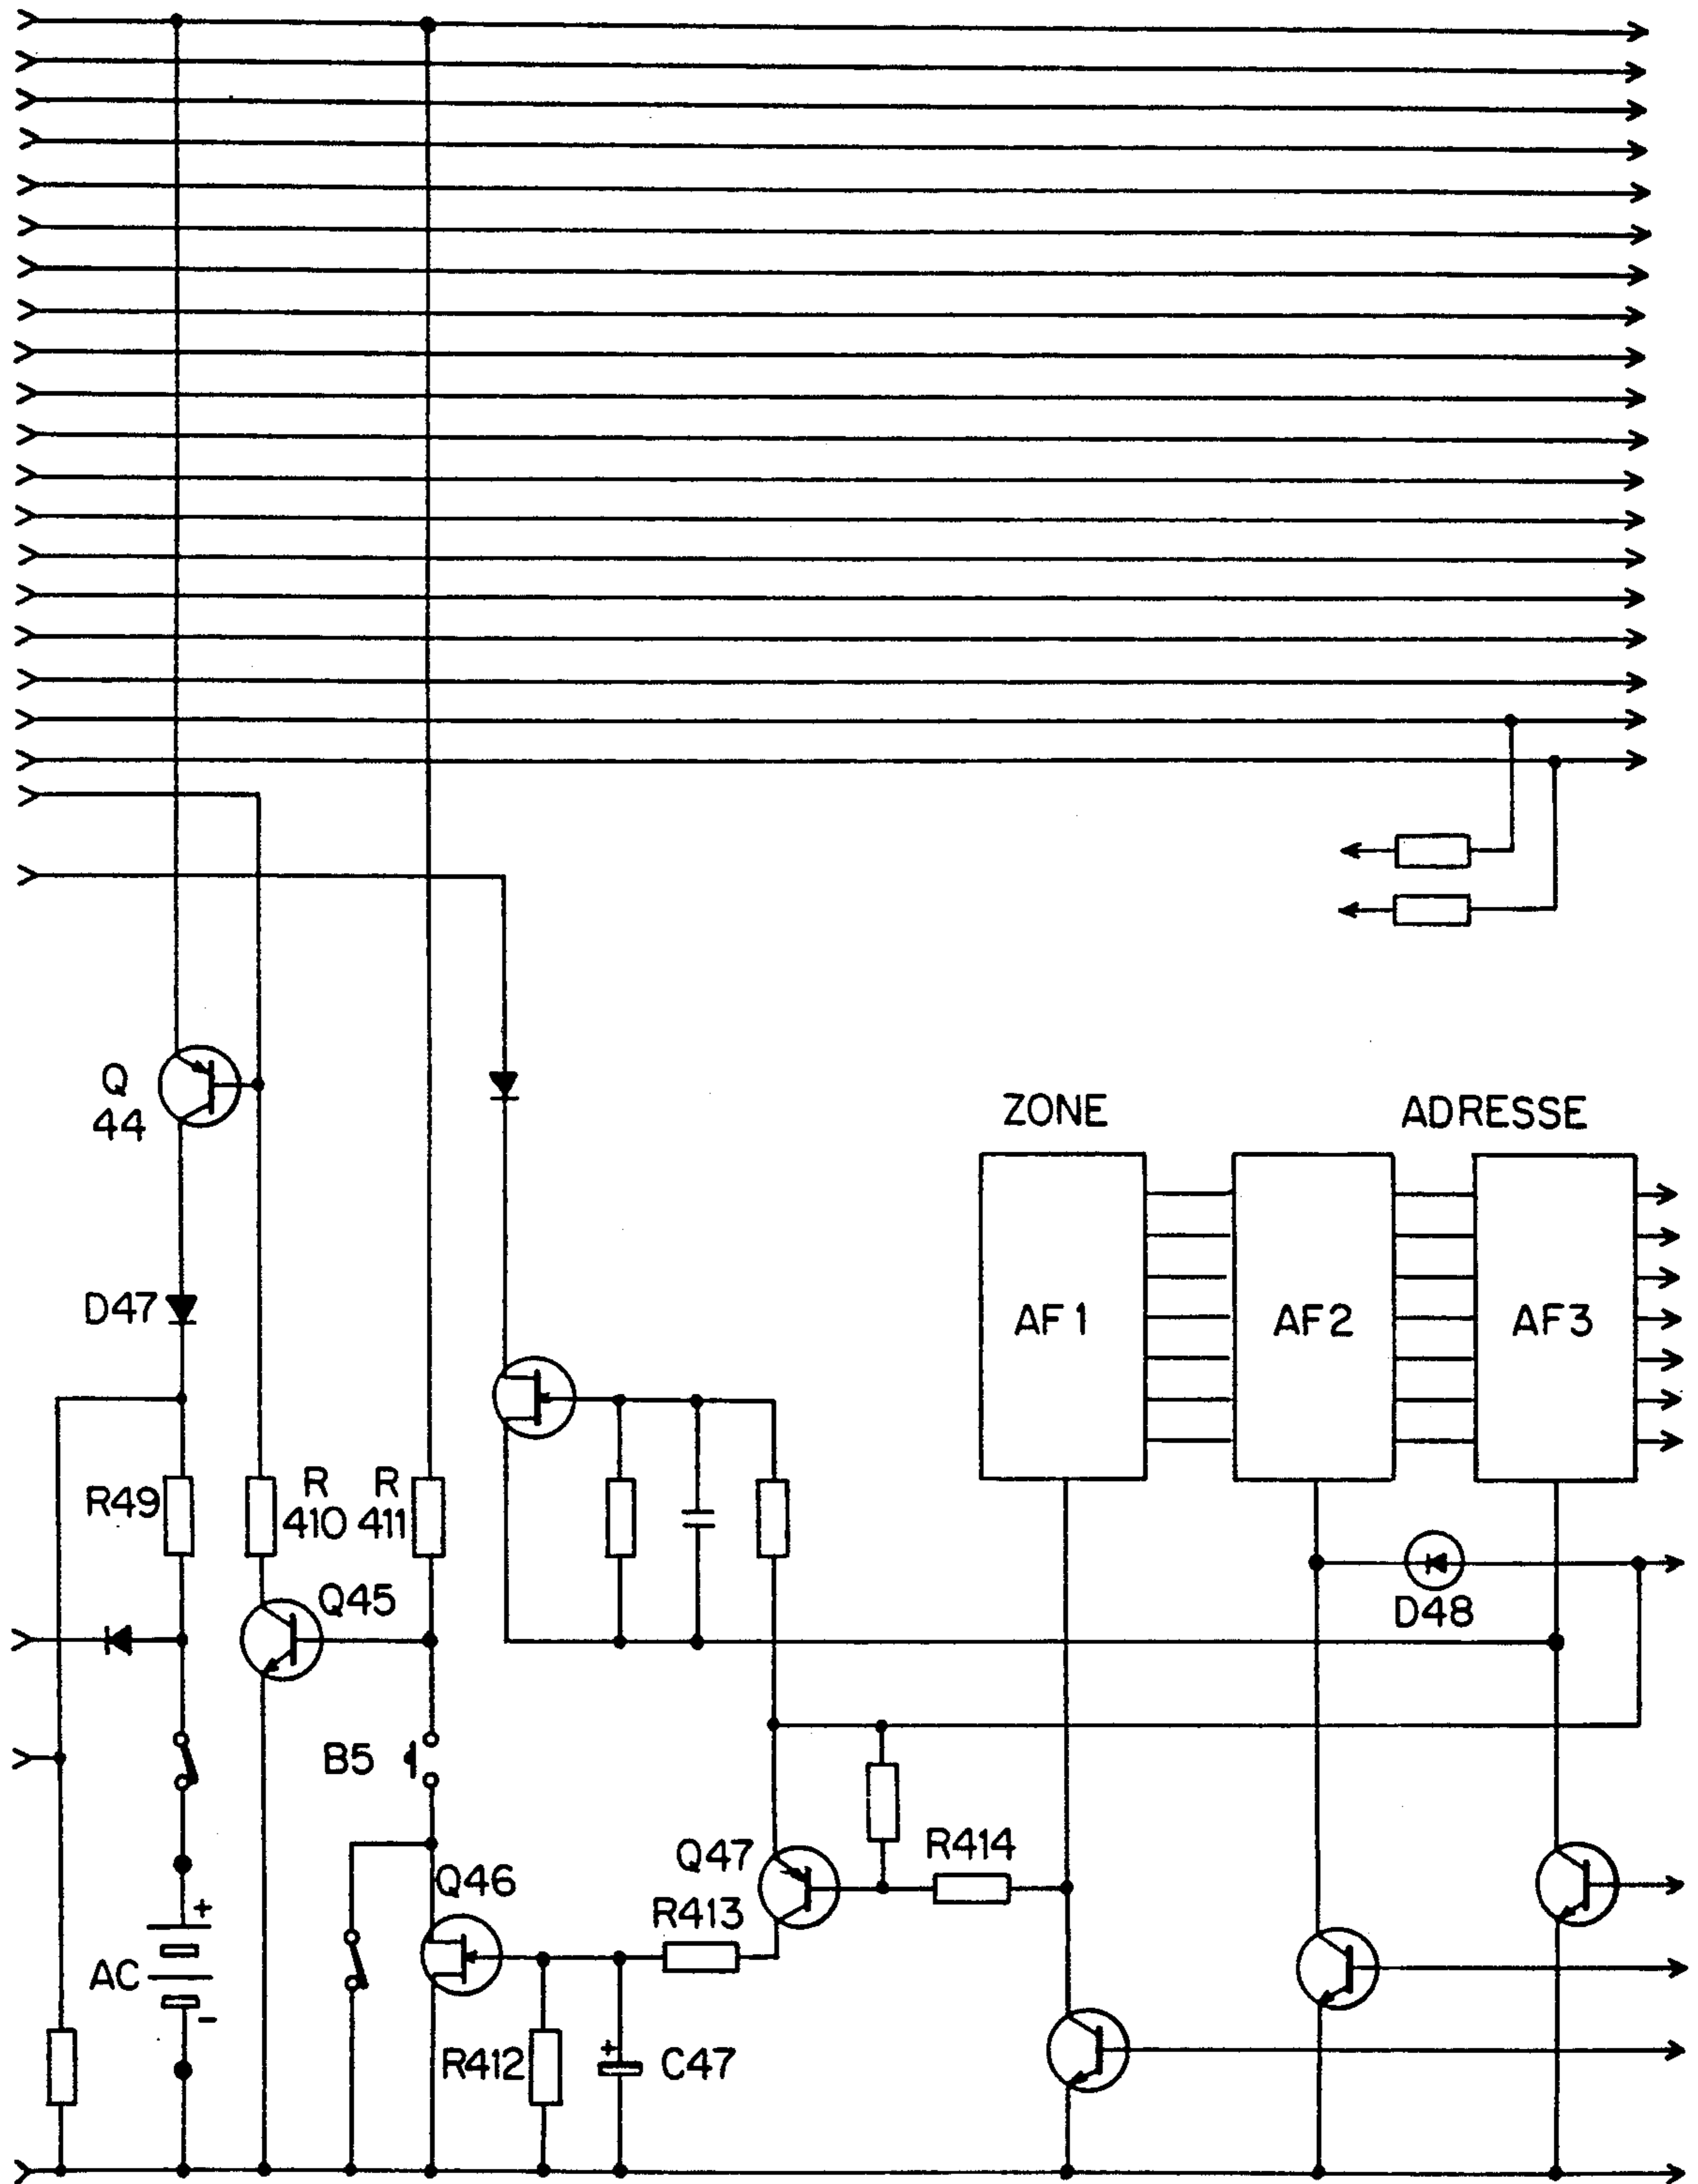 Q
44
ZONE
ADRESSE
D47
AF1
AF2
AF3
R49
R
410
R
411
Q45
D48
B5
Q47
R414
Q46
R413
+
AC
-
R412
+
C47